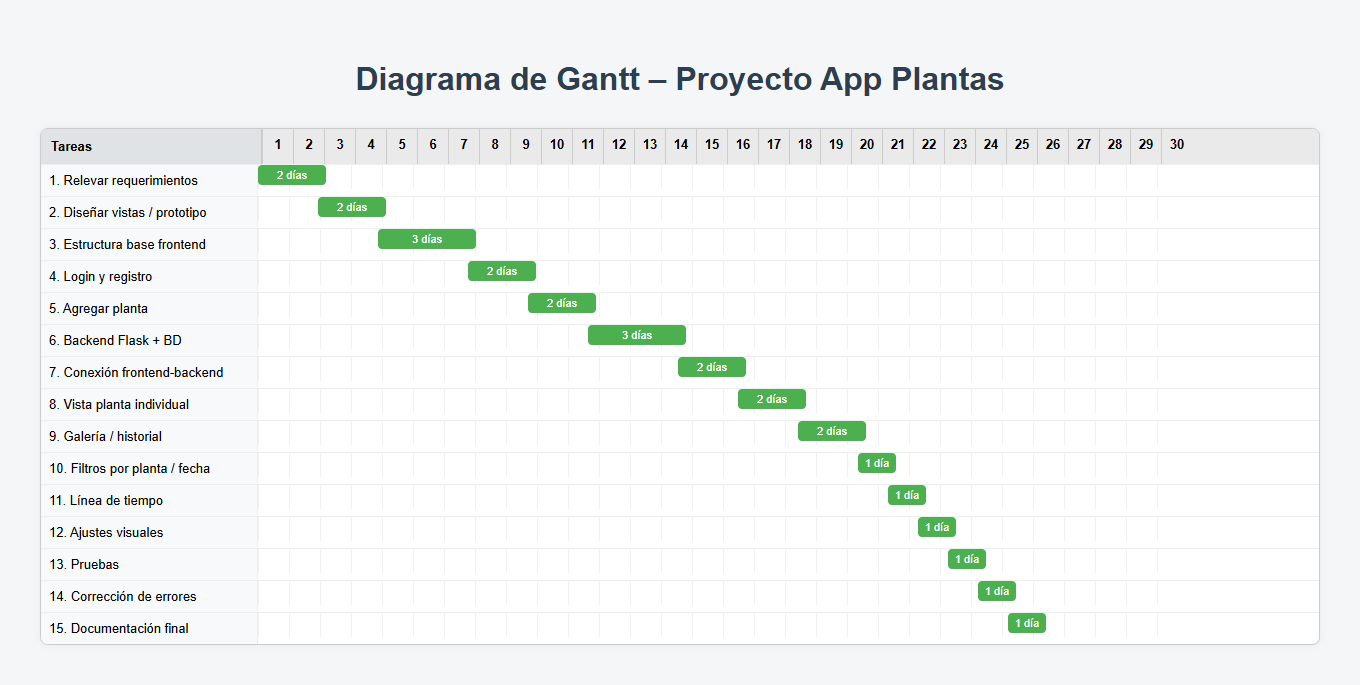 Diagrama de Gantt – Proyecto App Plantas
Tareas 1 2 3 4 5 6 7 8 9 10 11 12 13 14 15 16 17 18 19 20 21 22 23 24 25 26 27 28 29 30
1. Relevar requerimientos 2 días
2. Diseñar vistas / prototipo 2 días
3. Estructura base frontend 3 días
4. Login y registro 2 días
5. Agregar planta 2 días
6. Backend Flask + BD 3 días
7. Conexión frontend-backend 2 días
8. Vista planta individual 2 días
9. Galería / historial 2 días
10. Filtros por planta / fecha 1 día
11. Línea de tiempo 1 día
12. Ajustes visuales 1 día
13. Pruebas 1 día
14. Corrección de errores 1 día
15. Documentación final 1 día